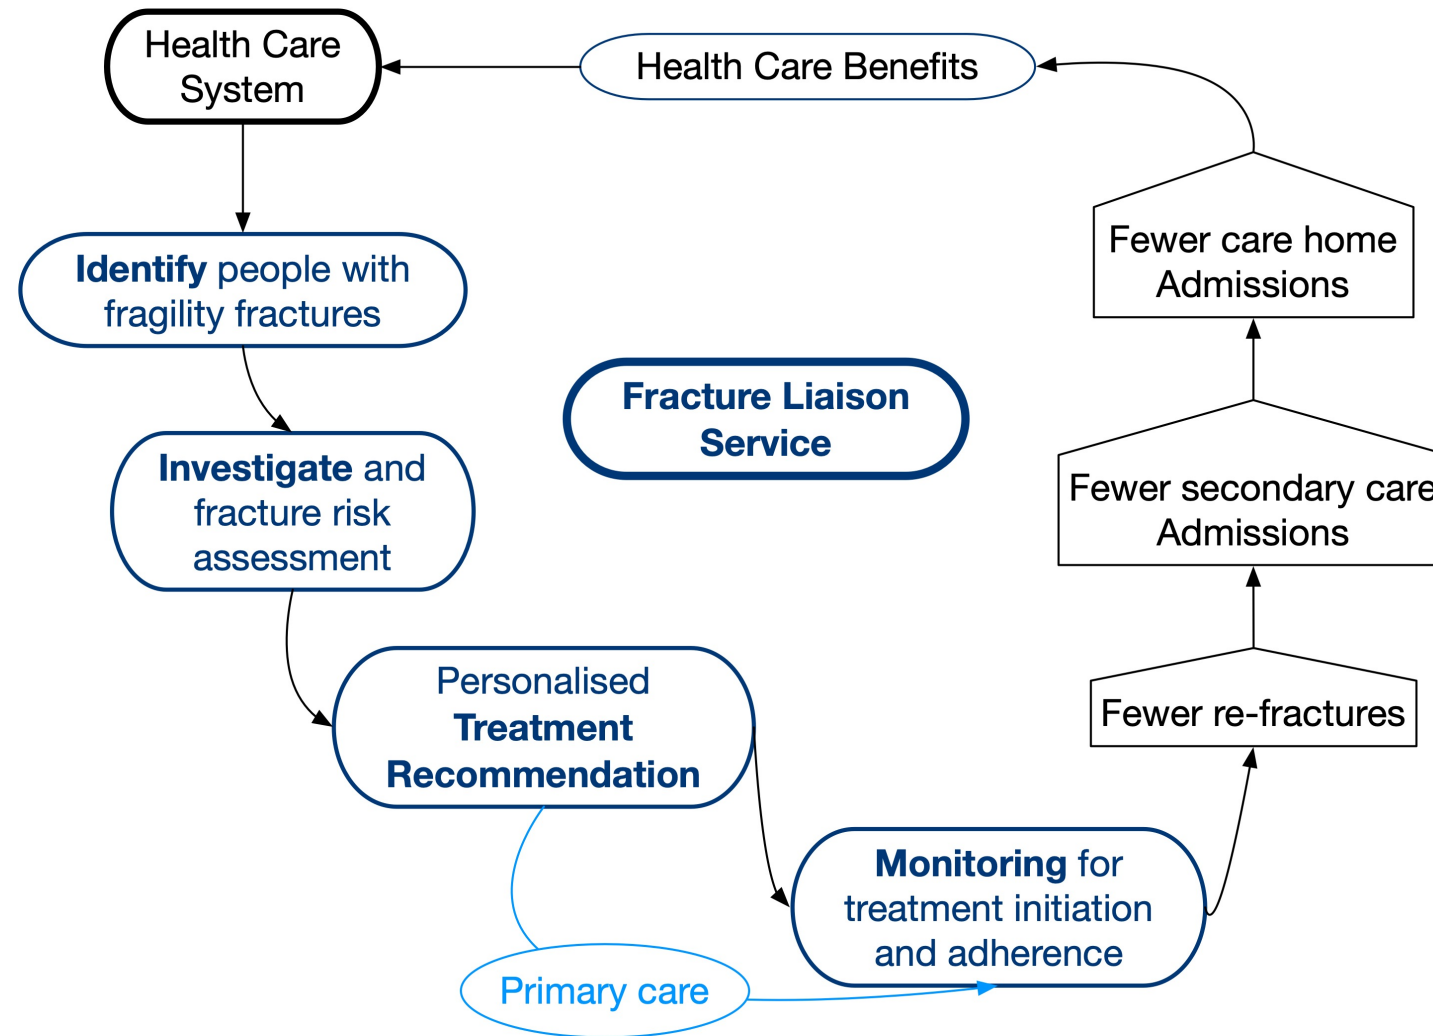 Health Care
System
Health Care Benefits
Identify people with
fragility fractures
Investigate and
fracture risk
assessment
Personalised
Treatment
Recommendation
Primary care
Monitoring for
treatment initiation
and adherence
Fewer re-fractures
Fewer secondary care
Admissions
Fewer care home
Admissions
Fracture Liaison
Service